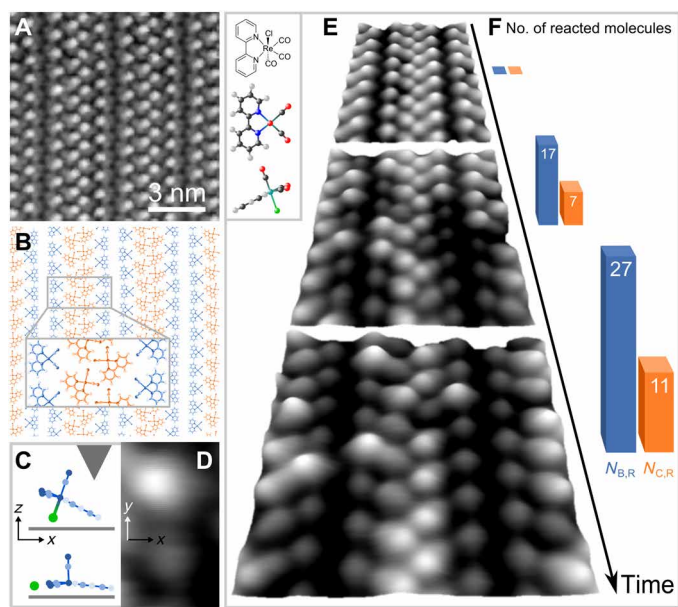 A
3 nm
B
C
z
x
D
y
x
Cl
N
CO
Re
N
CO
CO
E
F
No. of reacted molecules
17
7
27
11
N_B,R
N_C,R
Time